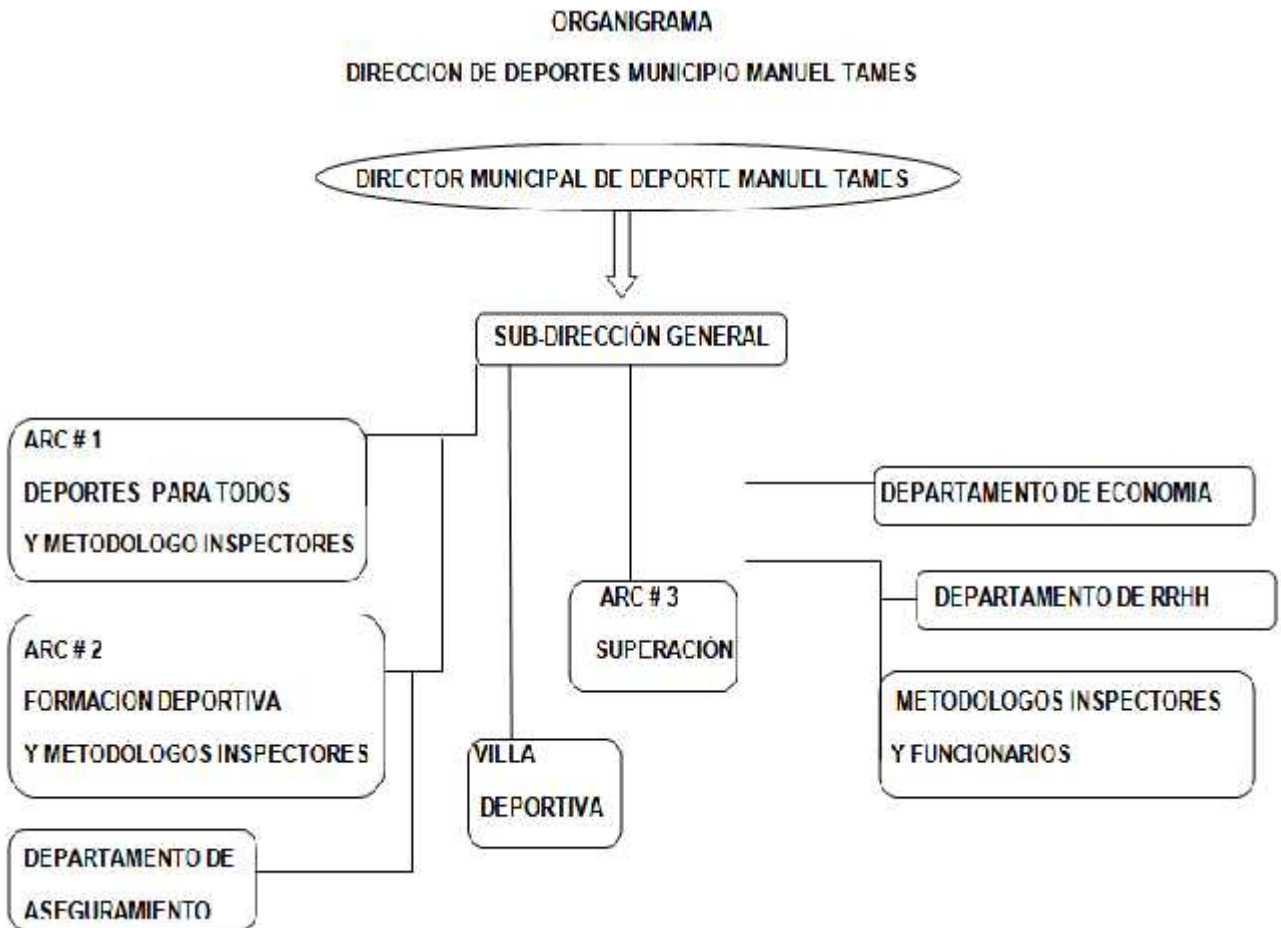 ORGANIGRAMA
DIRECCION DE DEPORTES MUNICIPIO MANUEL TAMES
DIRECTOR MUNICIPAL DE DEPORTE MANUEL TAMES
SUB-DIRECCIÓN GENERAL
ARC # 1
DEPORTES PARA TODOS
Y METODOLOGO INSPECTORES
ARC # 2
FORMACION DEPORTIVA
Y METODÓLOGOS INSPECTORES
DEPARTAMENTO DE
ASEGURAMIENTO
VILLA
DEPORTIVA
ARC # 3
SUPERACIÓN
DEPARTAMENTO DE ECONOMIA
DEPARTAMENTO DE RRHH
METODOLOGOS INSPECTORES
Y FUNCIONARIOS